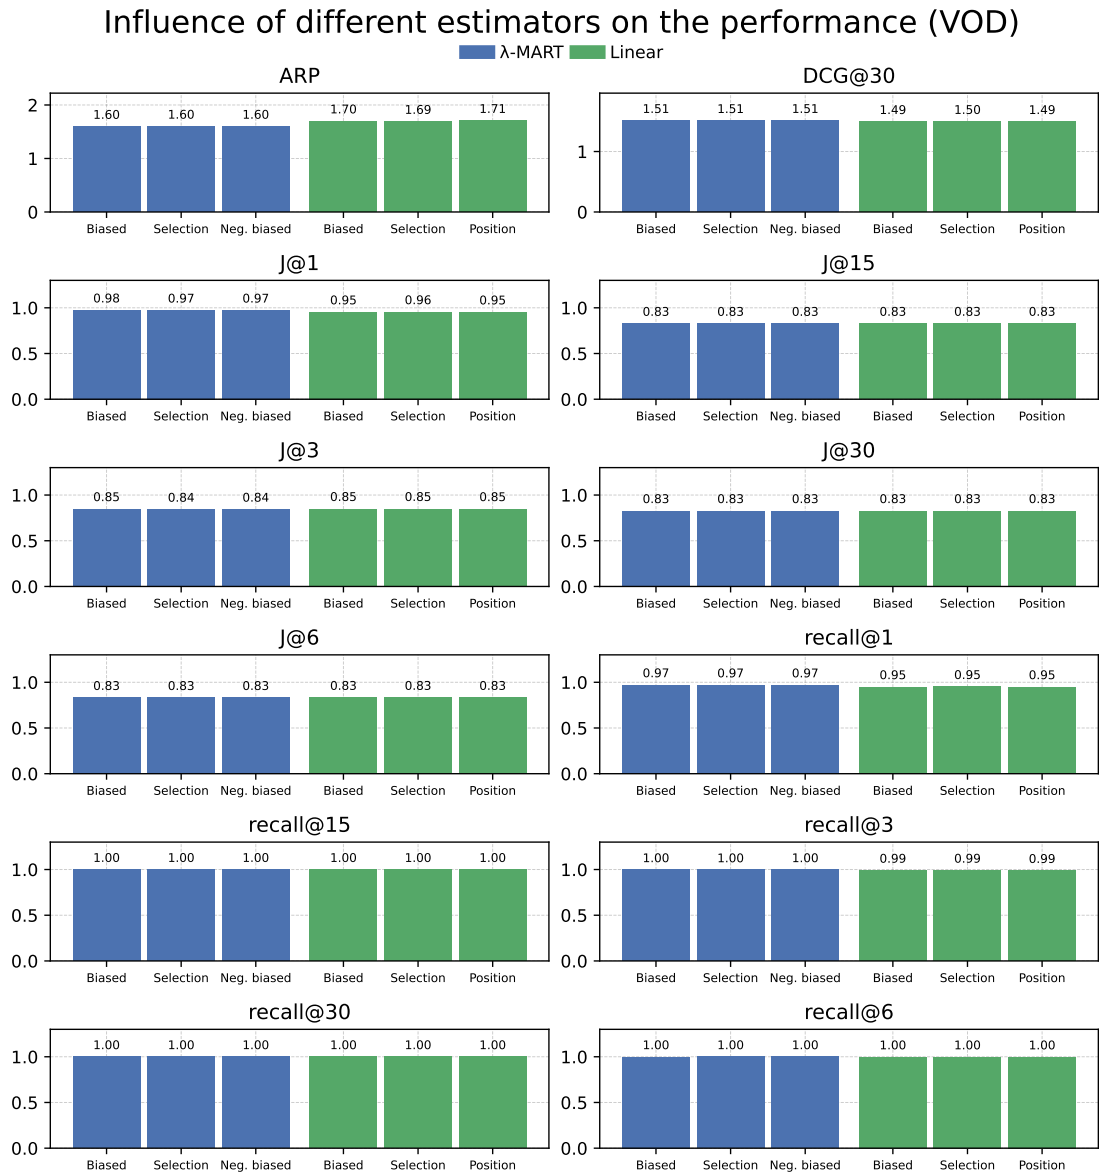 Influence of different estimators on the performance (VOD)
λ-MART Linear
ARP
2
1
0
1.60 1.60 1.60 1.70 1.69 1.71
Biased Selection Neg. biased Biased Selection Position
DCG@30
1
0
1.51 1.51 1.51 1.49 1.50 1.49
Biased Selection Neg. biased Biased Selection Position
J@1
1.0
0.5
0.0
0.98 0.97 0.97 0.95 0.96 0.95
Biased Selection Neg. biased Biased Selection Position
J@15
1.0
0.5
0.0
0.83 0.83 0.83 0.83 0.83 0.83
Biased Selection Neg. biased Biased Selection Position
J@3
1.0
0.5
0.0
0.85 0.84 0.84 0.85 0.85 0.85
Biased Selection Neg. biased Biased Selection Position
J@30
1.0
0.5
0.0
0.83 0.83 0.83 0.83 0.83 0.83
Biased Selection Neg. biased Biased Selection Position
J@6
1.0
0.5
0.0
0.83 0.83 0.83 0.83 0.83 0.83
Biased Selection Neg. biased Biased Selection Position
recall@1
1.0
0.5
0.0
0.97 0.97 0.97 0.95 0.95 0.95
Biased Selection Neg. biased Biased Selection Position
recall@15
1.0
0.5
0.0
1.00 1.00 1.00 1.00 1.00 1.00
Biased Selection Neg. biased Biased Selection Position
recall@3
1.0
0.5
0.0
1.00 1.00 1.00 0.99 0.99 0.99
Biased Selection Neg. biased Biased Selection Position
recall@30
1.0
0.5
0.0
1.00 1.00 1.00 1.00 1.00 1.00
Biased Selection Neg. biased Biased Selection Position
recall@6
1.0
0.5
0.0
1.00 1.00 1.00 1.00 1.00 1.00
Biased Selection Neg. biased Biased Selection Position